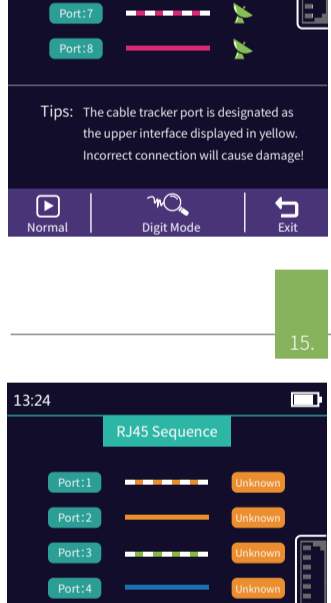 Port:7
Port:8
Tips: The cable tracker port is designated as
the upper interface displayed in yellow.
Incorrect connection will cause damage!
Normal Digit Mode Exit
15.
13:24
RJ45 Sequence
Port:1 Unknown
Port:2 Unknown
Port:3 Unknown
Port:4 Unknown